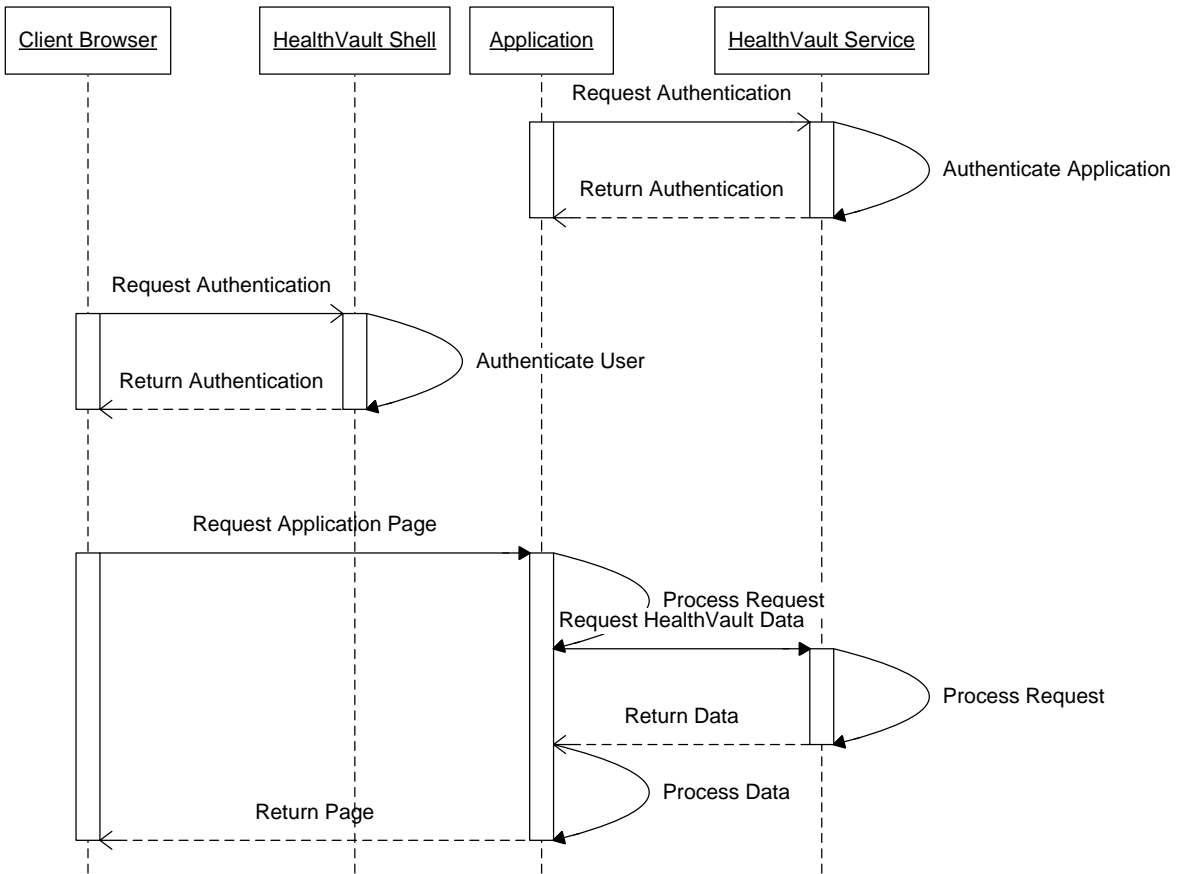 Client Browser
HealthVault Shell
Application
HealthVault Service
Request Authentication
Authenticate Application
Return Authentication
Request Authentication
Authenticate User
Return Authentication
Request Application Page
Process Request
Request HealthVault Data
Process Request
Return Data
Process Data
Return Page